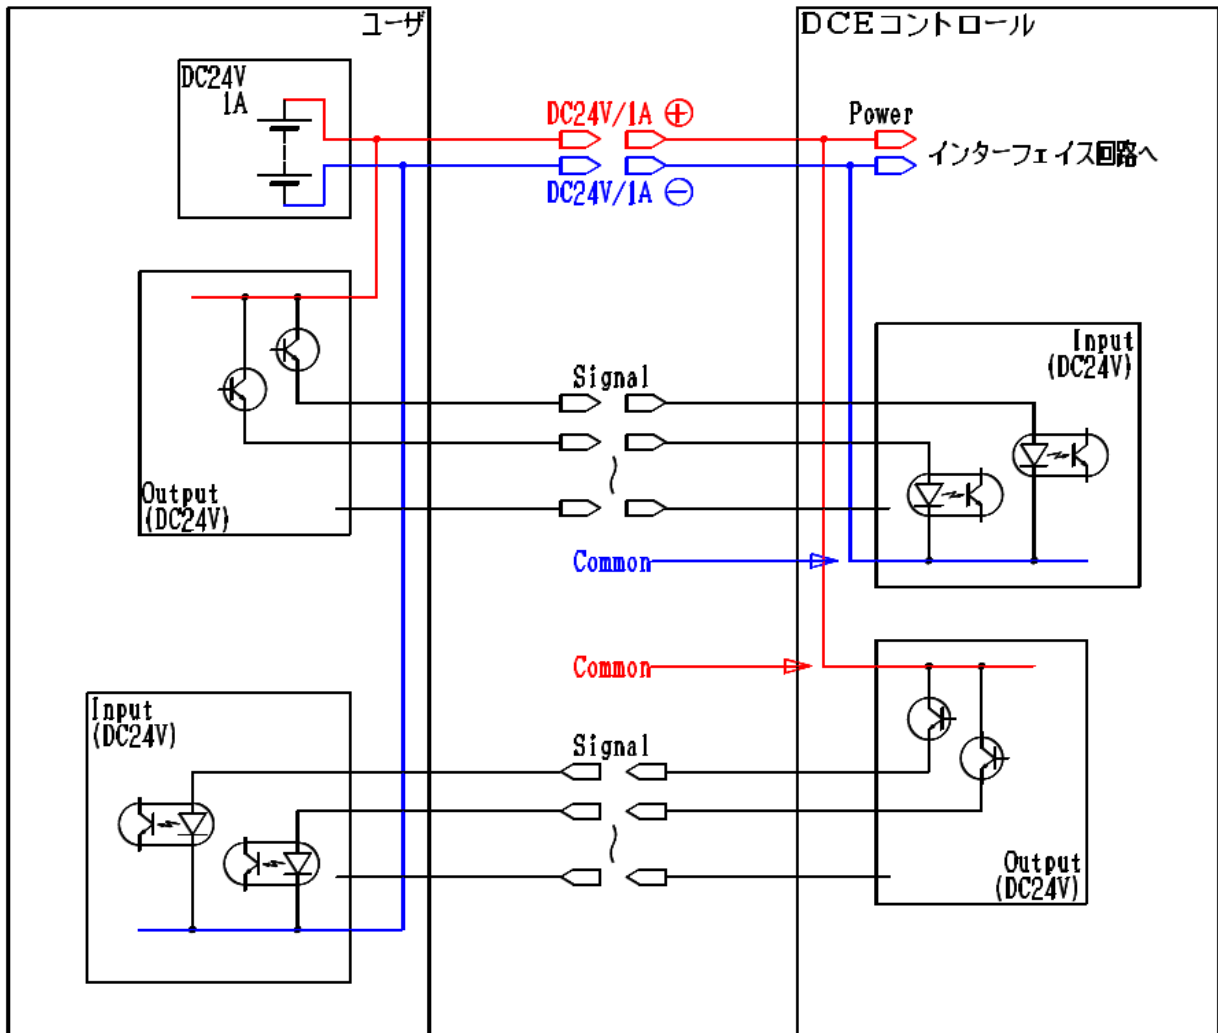 ユーザ
DCEコントロール
DC24V
1A
DC24V/1A ⊕
DC24V/1A ⊖
Power
インターフェイス回路へ
Output
(DC24V)
Signal
Input
(DC24V)
Common
Common
Input
(DC24V)
Signal
Output
(DC24V)